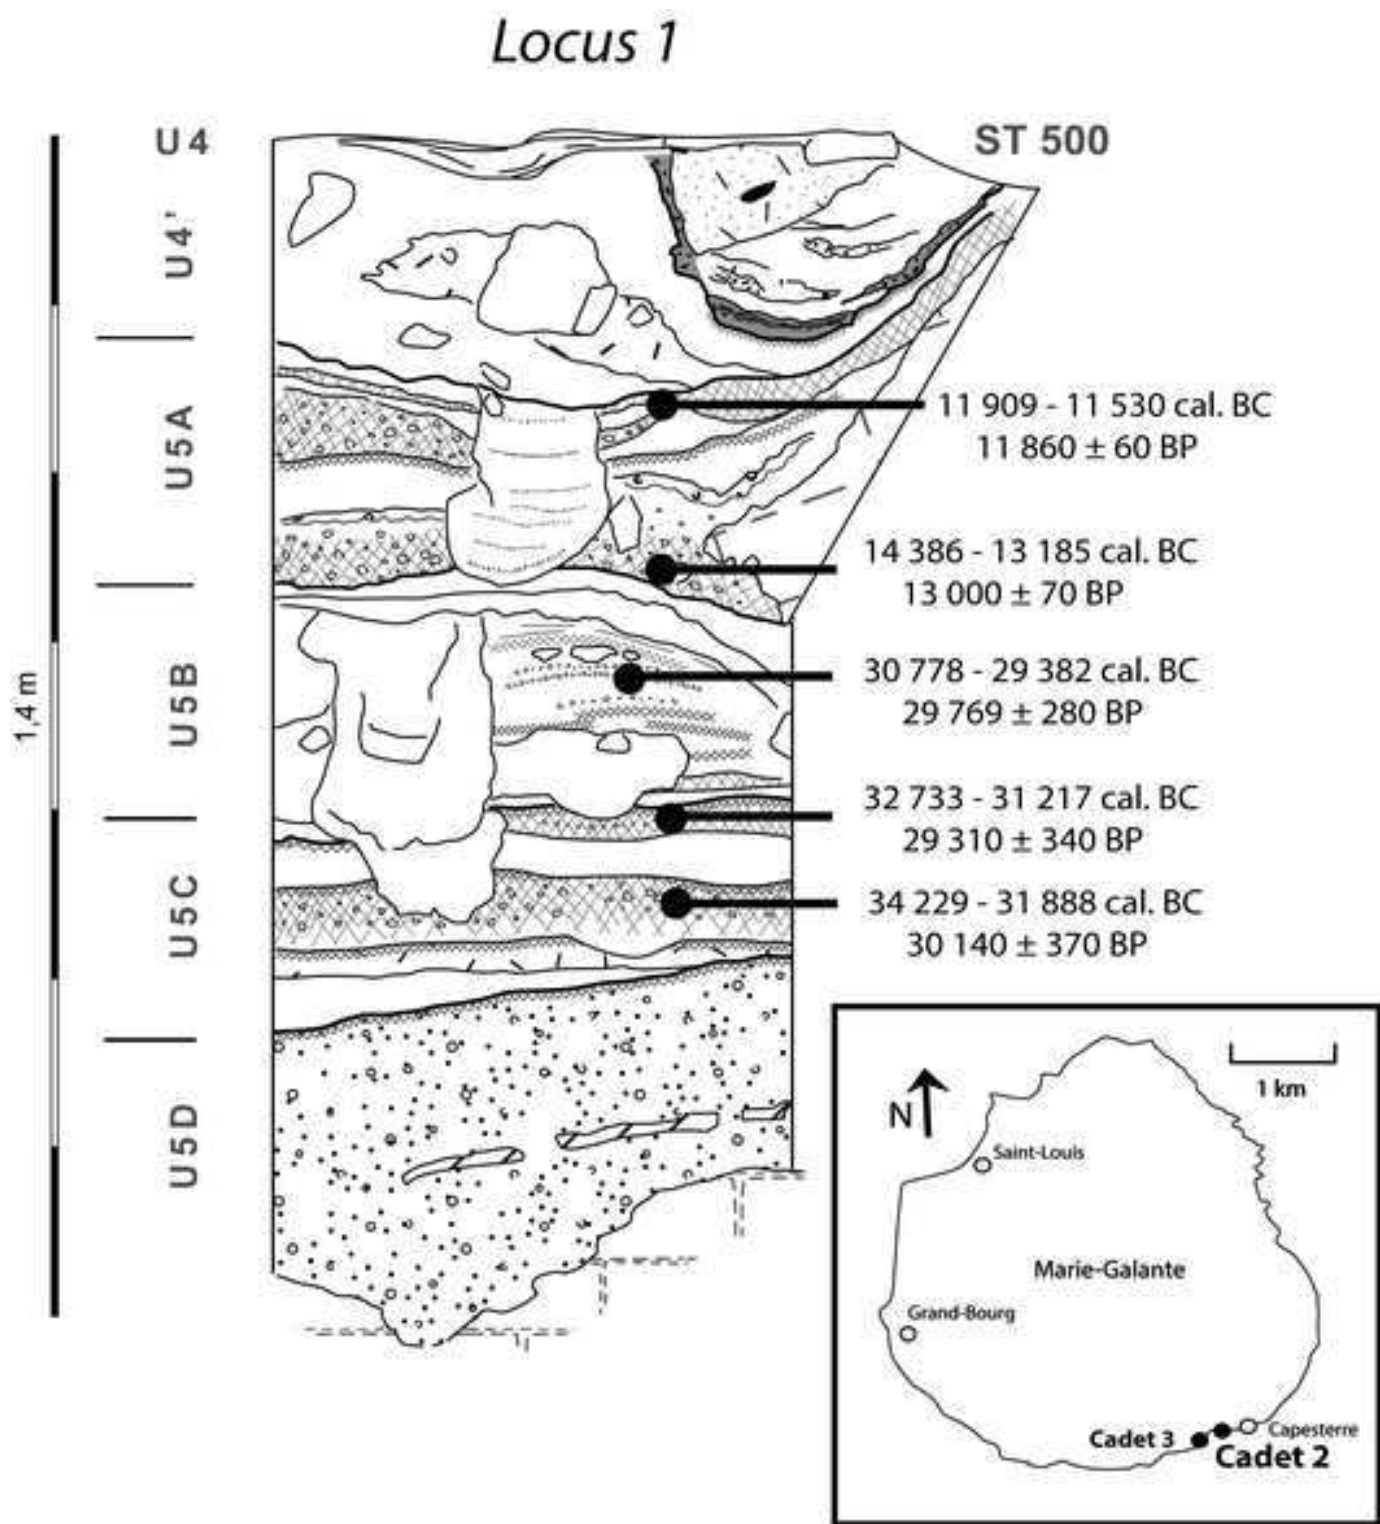 Locus 1
U4
ST 500
U4'
U5A
U5B
U5C
U5D
1,4 m
11 909 - 11 530 cal. BC
11 860 ± 60 BP
14 386 - 13 185 cal. BC
13 000 ± 70 BP
30 778 - 29 382 cal. BC
29 769 ± 280 BP
32 733 - 31 217 cal. BC
29 310 ± 340 BP
34 229 - 31 888 cal. BC
30 140 ± 370 BP
N
1 km
Saint-Louis
Marie-Galante
Grand-Bourg
Capesterre
Cadet 3
Cadet 2